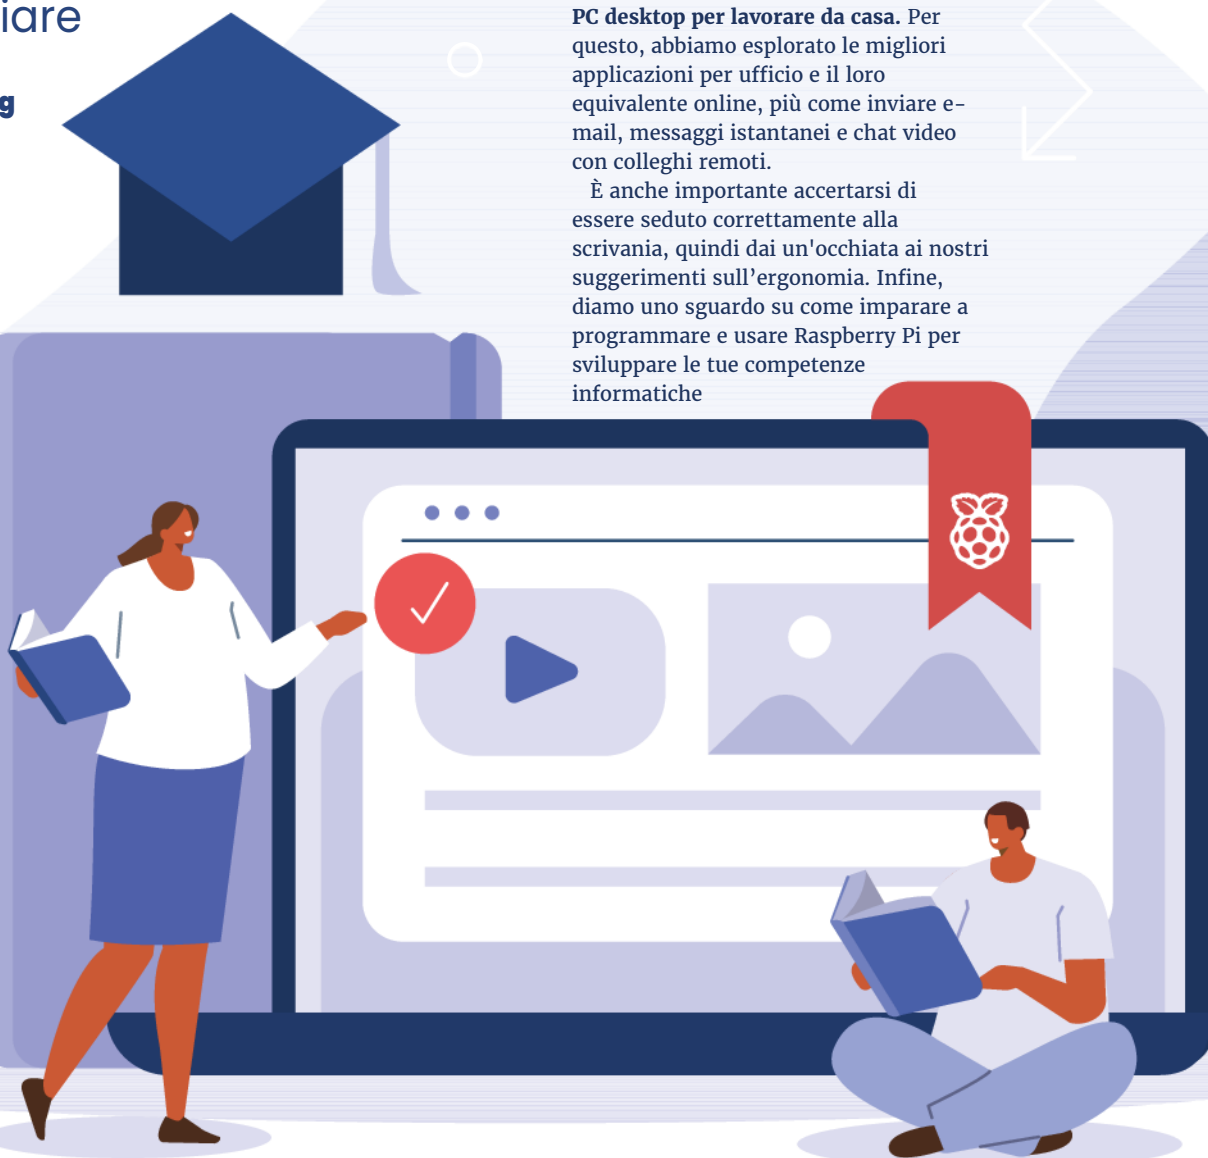 iare
g
PC desktop per lavorare da casa. Per
questo, abbiamo esplorato le migliori
applicazioni per ufficio e il loro
equivalente online, più come inviare e-
mail, messaggi istantanei e chat video
con colleghi remoti.
È anche importante accertarsi di
essere seduto correttamente alla
scrivania, quindi dai un'occhiata ai nostri
suggerimenti sull’ergonomia. Infine,
diamo uno sguardo su come imparare a
programmare e usare Raspberry Pi per
sviluppare le tue competenze
informatiche